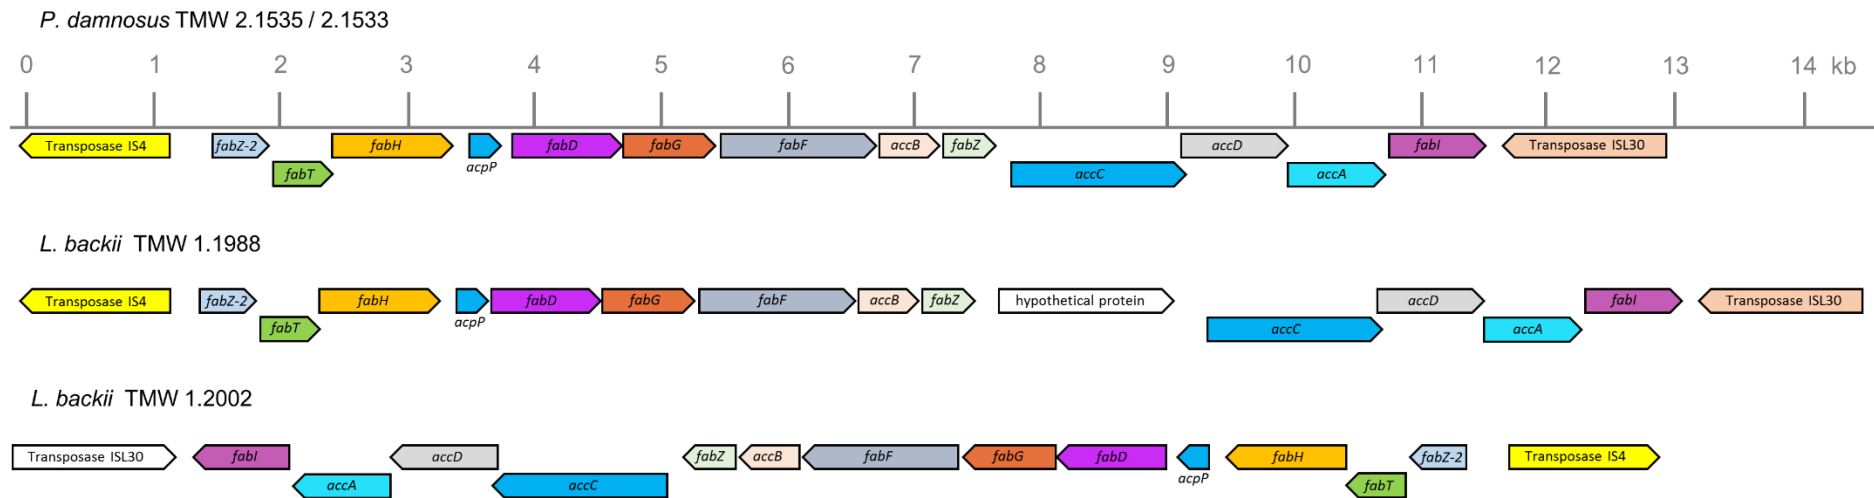 P. damnosus TMW 2.1535 / 2.1533
0 1 2 3 4 5 6 7 8 9 10 11 12 13 14 kb
Transposase IS4 fabZ-2 fabH fabD fabG fabF accB fabZ accD fabI Transposase ISL30
acpP
fabT accC accA
L. backii TMW 1.1988
Transposase IS4 fabZ-2 fabH fabD fabG fabF accB fabZ hypothetical protein accD fabI Transposase ISL30
acpP
fabT accC accA
L. backii TMW 1.2002
Transposase ISL30 fabI accD fabZ accB fabF fabG fabD fabH fabZ-2 Transposase IS4
acpP
accA accC fabT